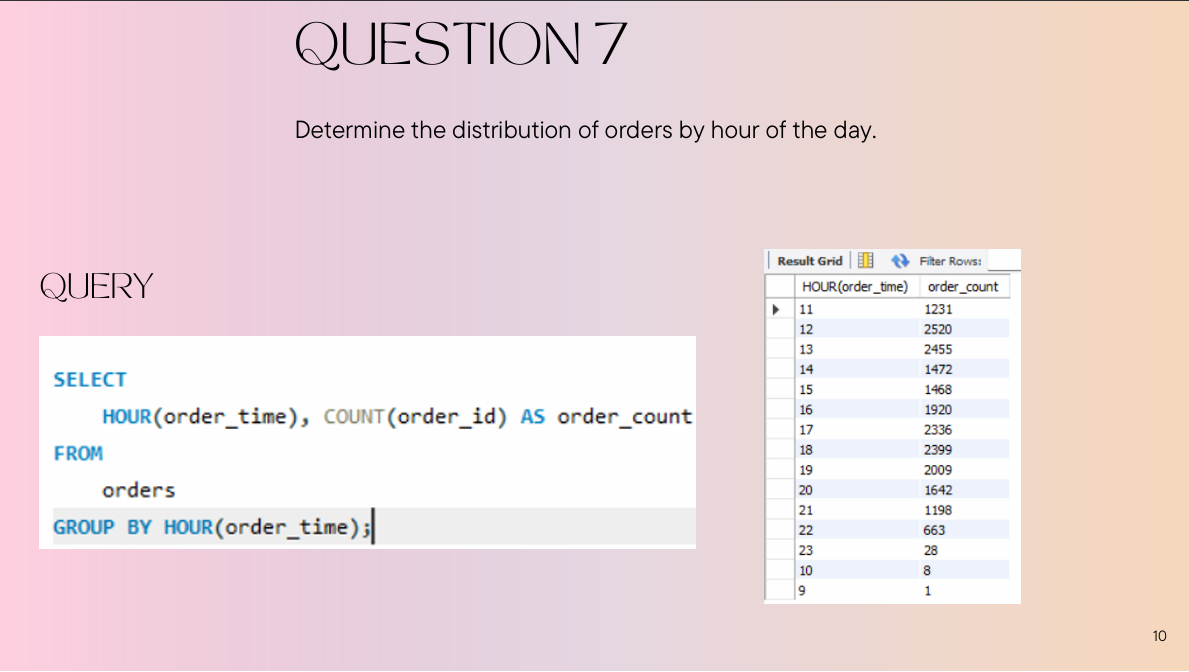 QUESTION 7
Determine the distribution of orders by hour of the day.
QUERY
SELECT
HOUR(order_time), COUNT(order_id) AS order_count
FROM
orders
GROUP BY HOUR(order_time);
Result Grid Filter Rows:
HOUR(order_time) order_count
11 1231
12 2520
13 2455
14 1472
15 1468
16 1920
17 2336
18 2399
19 2009
20 1642
21 1198
22 663
23 28
10 8
9 1
10